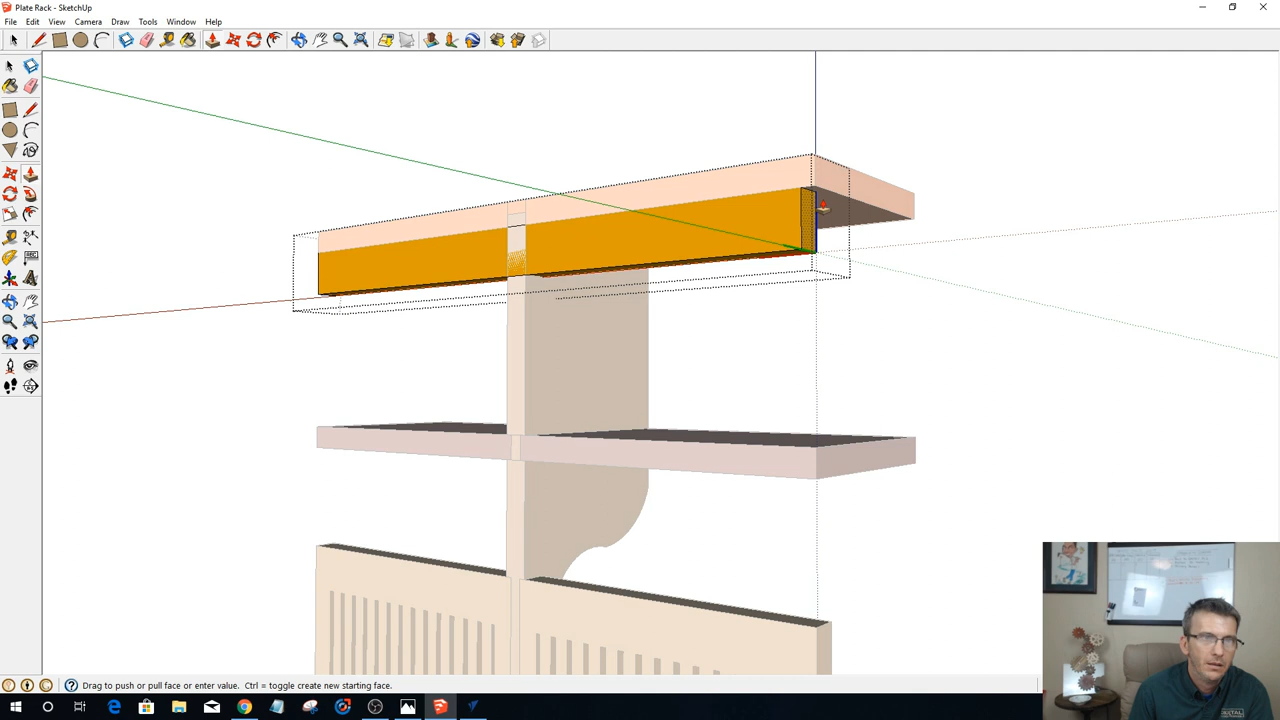 Plate Rack - SketchUp
File Edit View Camera Draw Tools Window Help
Drag to push or pull face or enter value. Ctrl = toggle create new starting face.